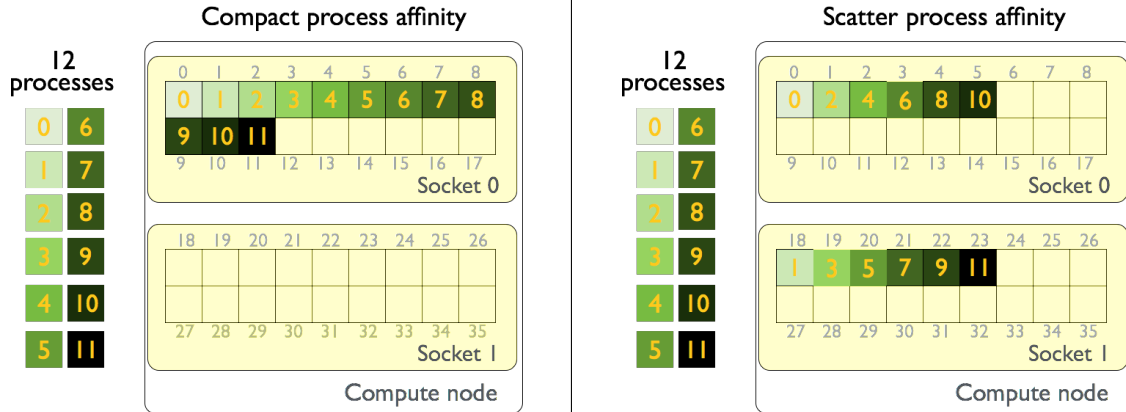 Compact process affinity
12
processes
0 6
1 7
2 8
3 9
4 10
5 11
0 1 2 3 4 5 6 7 8
0 1 2 3 4 5 6 7 8
9 10 11
9 10 11 12 13 14 15 16 17
Socket 0
18 19 20 21 22 23 24 25 26
27 28 29 30 31 32 33 34 35
Socket 1
Compute node
Scatter process affinity
12
processes
0 6
1 7
2 8
3 9
4 10
5 11
0 1 2 3 4 5 6 7 8
0 2 4 6 8 10
9 10 11 12 13 14 15 16 17
Socket 0
18 19 20 21 22 23 24 25 26
1 3 5 7 9 11
27 28 29 30 31 32 33 34 35
Socket 1
Compute node